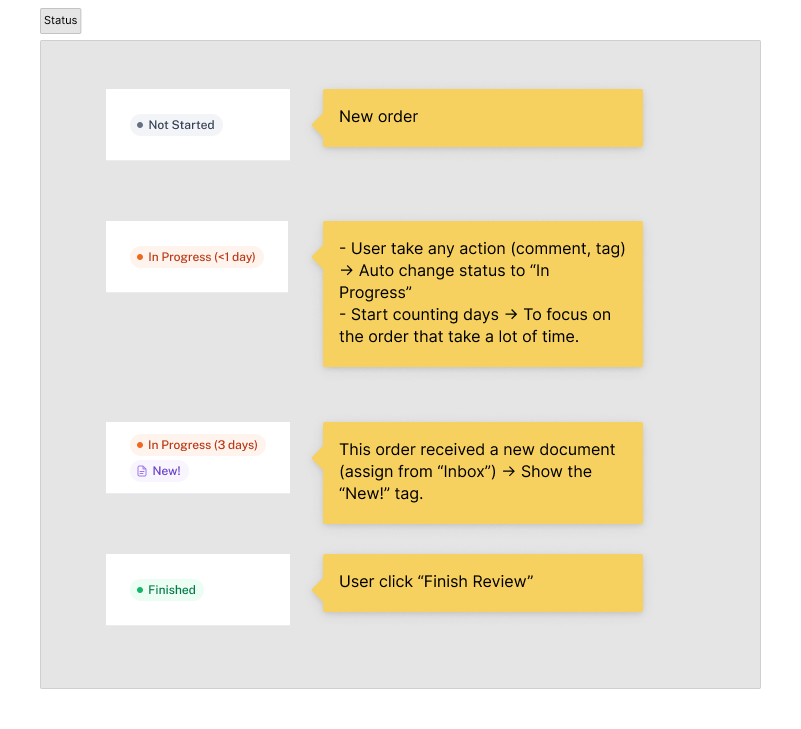 Status
Not Started
New order
In Progress (<1 day)
- User take any action (comment, tag)
→ Auto change status to “In
Progress”
- Start counting days → To focus on
the order that take a lot of time.
In Progress (3 days)
New!
This order received a new document
(assign from “Inbox”) → Show the
“New!” tag.
Finished
User click “Finish Review”